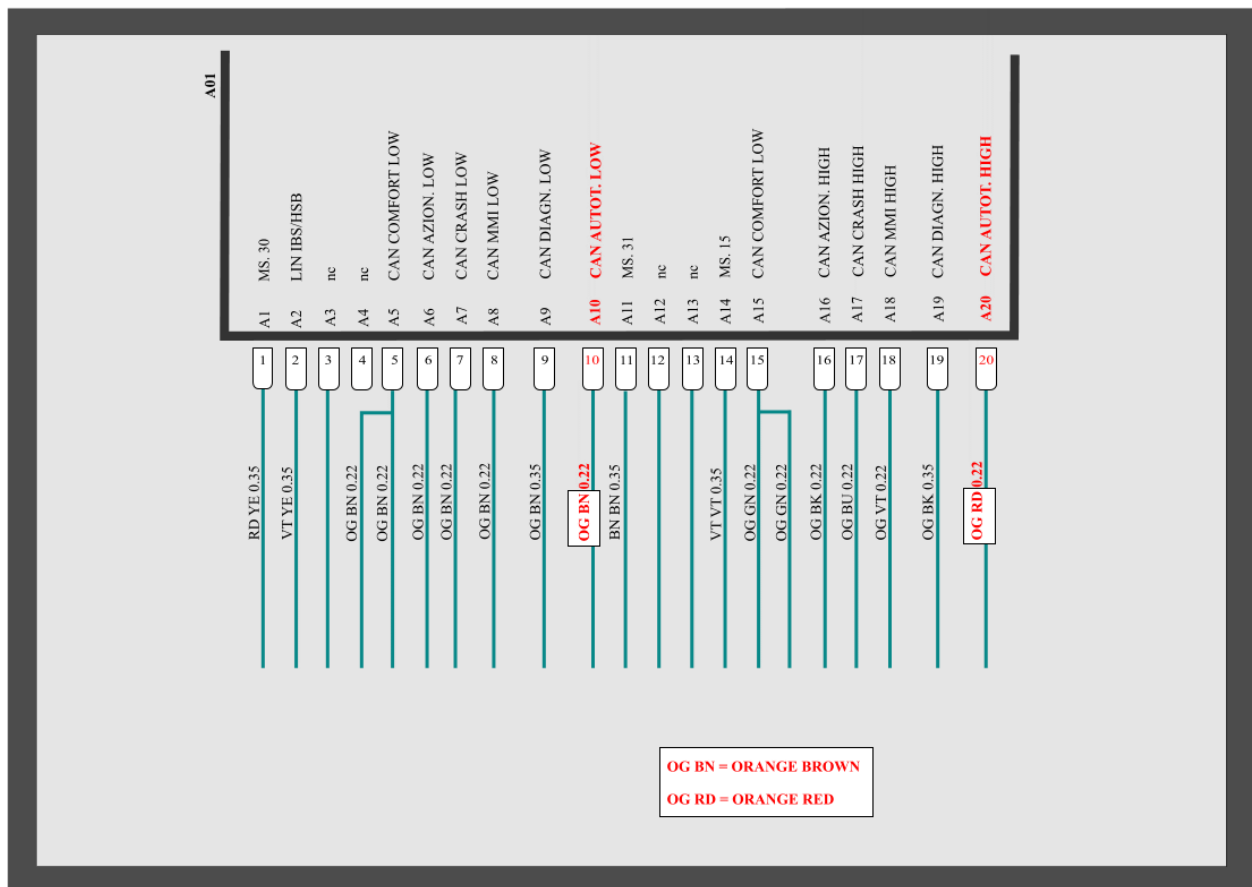 A01
A1 MS. 30
A2 LIN IBS/HSB
A3 nc
A4 nc
A5 CAN COMFORT LOW
A6 CAN AZION. LOW
A7 CAN CRASH LOW
A8 CAN MMI LOW
A9 CAN DIAGN. LOW
A10 CAN AUTOT. LOW
A11 MS. 31
A12 nc
A13 nc
A14 MS. 15
A15 CAN COMFORT LOW
A16 CAN AZION. HIGH
A17 CAN CRASH HIGH
A18 CAN MMI HIGH
A19 CAN DIAGN. HIGH
A20 CAN AUTOT. HIGH
1 2 3 4 5 6 7 8 9 10 11 12 13 14 15 16 17 18 19 20
RD YE 0.35
VT YE 0.35
OG BN 0.22
OG BN 0.22
OG BN 0.22
OG BN 0.22
OG BN 0.22
OG BN 0.35
OG BN 0.22
BN BN 0.35
VT VT 0.35
OG GN 0.22
OG GN 0.22
OG BK 0.22
OG BU 0.22
OG VT 0.22
OG BK 0.35
OG RD 0.22
OG BN = ORANGE BROWN
OG RD = ORANGE RED